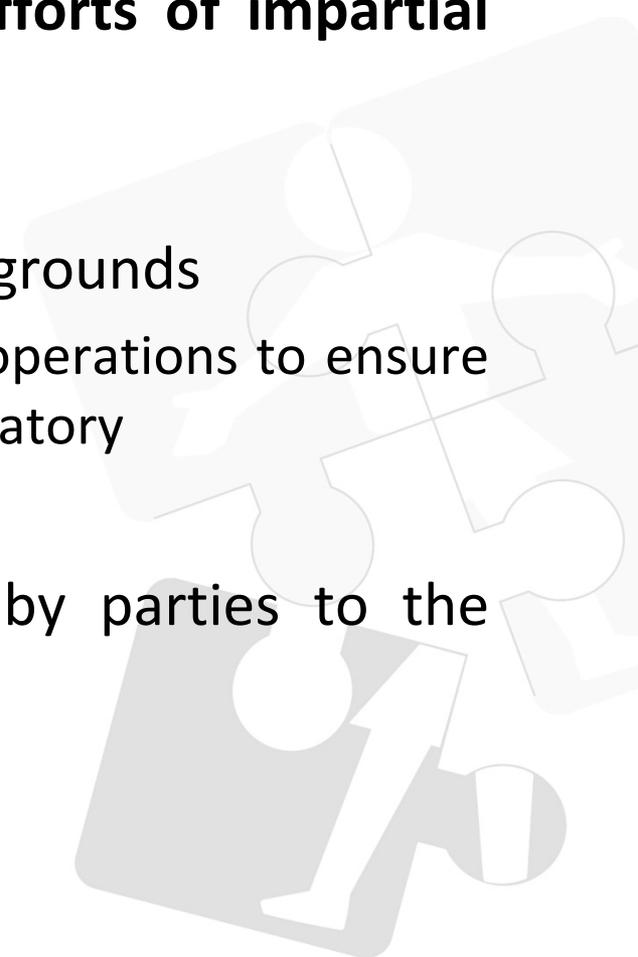 fforts of impartial
grounds
operations to ensure
atory
by parties to the